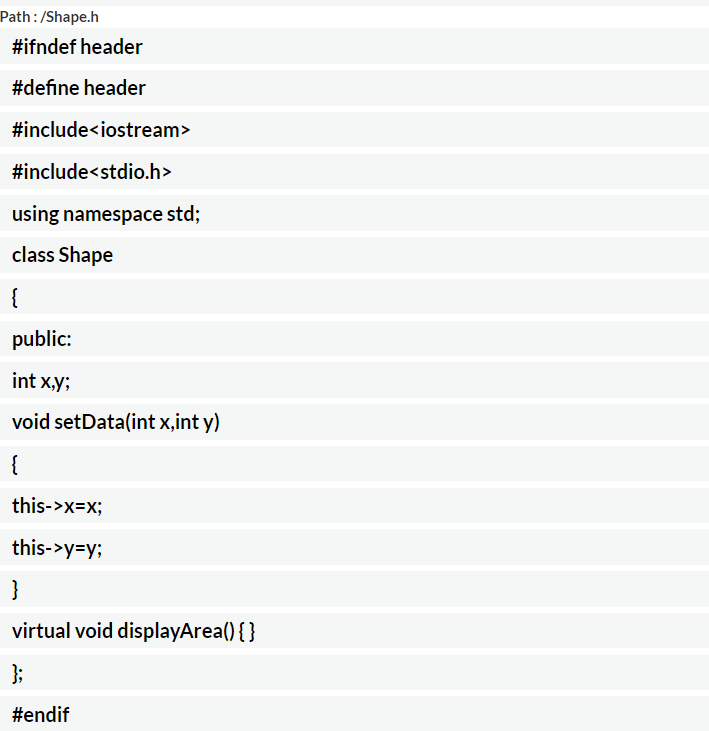 Path : /Shape.h
#ifndef header
#define header
#include<iostream>
#include<stdio.h>
using namespace std;
class Shape
{
public:
int x,y;
void setData(int x,int y)
{
this->x=x;
this->y=y;
}
virtual void displayArea() { }
};
#endif